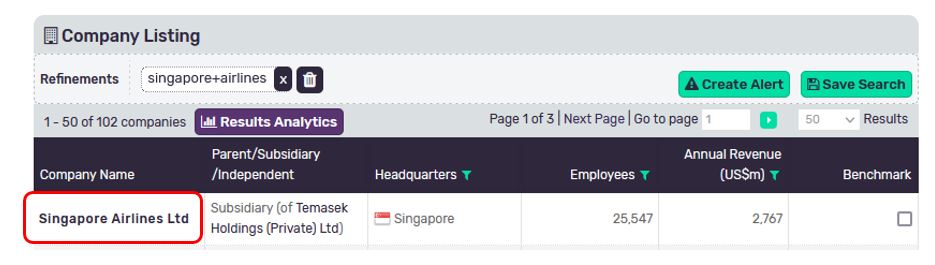 Company Listing
Refinements singapore+airlines x
Create Alert Save Search
1 - 50 of 102 companies Results Analytics Page 1 of 3 | Next Page | Go to page 1 50 Results
Company Name Parent/Subsidiary /Independent Headquarters Employees Annual Revenue (US$m) Benchmark
Singapore Airlines Ltd Subsidiary (of Temasek Holdings (Private) Ltd) Singapore 25,547 2,767